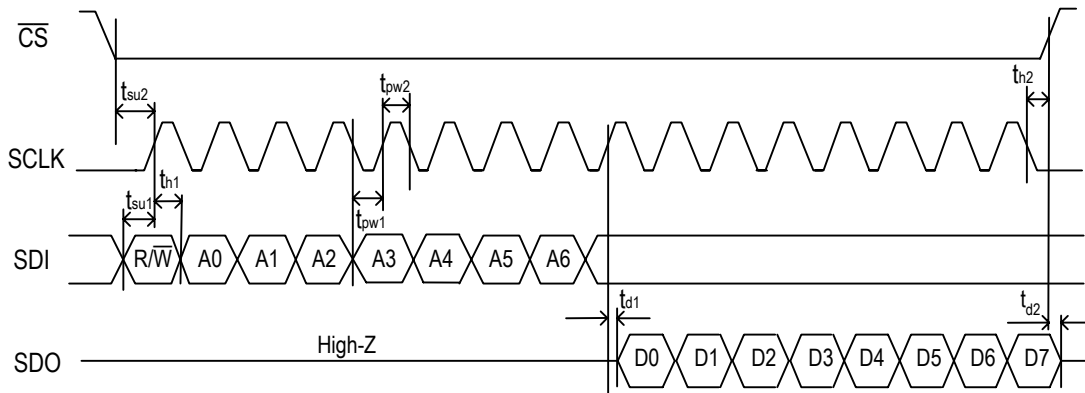 CS
tsu2
tpw2
th2
SCLK
tsu1
th1
tpw1
SDI
R/W
A0
A1
A2
A3
A4
A5
A6
td1
td2
SDO
High-Z
D0
D1
D2
D3
D4
D5
D6
D7